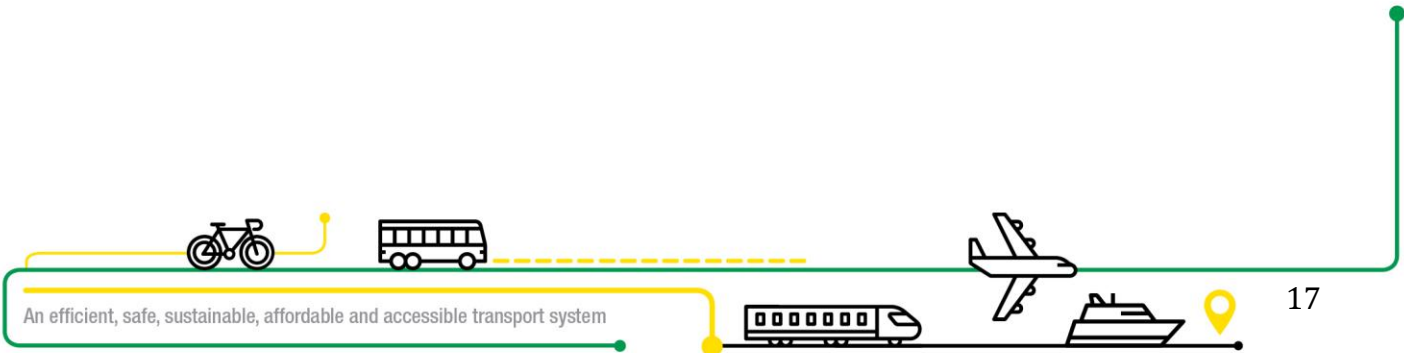 An efficient, safe, sustainable, affordable and accessible transport system
17